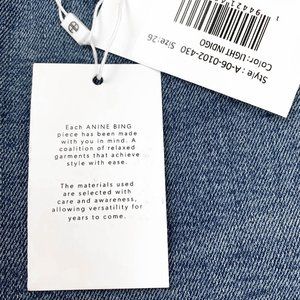 Style : A-06-0102-430 Size:26
Color:LIGHT INDIGO
Each ANINE BING
piece has been made
with you in mind. A
coalition of relaxed
garments that achieve
style with ease.
The materials used
are selected with
care and awareness,
allowing versatility for
years to come.